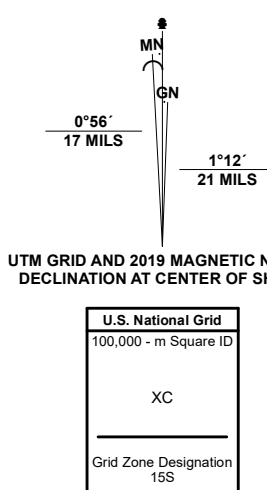 MN
GN
0°56´
17 MILS
1°12´
21 MILS
UTM GRID AND 2019 MAGNETIC
DECLINATION AT CENTER OF
U.S. National Grid
100,000 - m Square ID
XC
Grid Zone Designation
15S